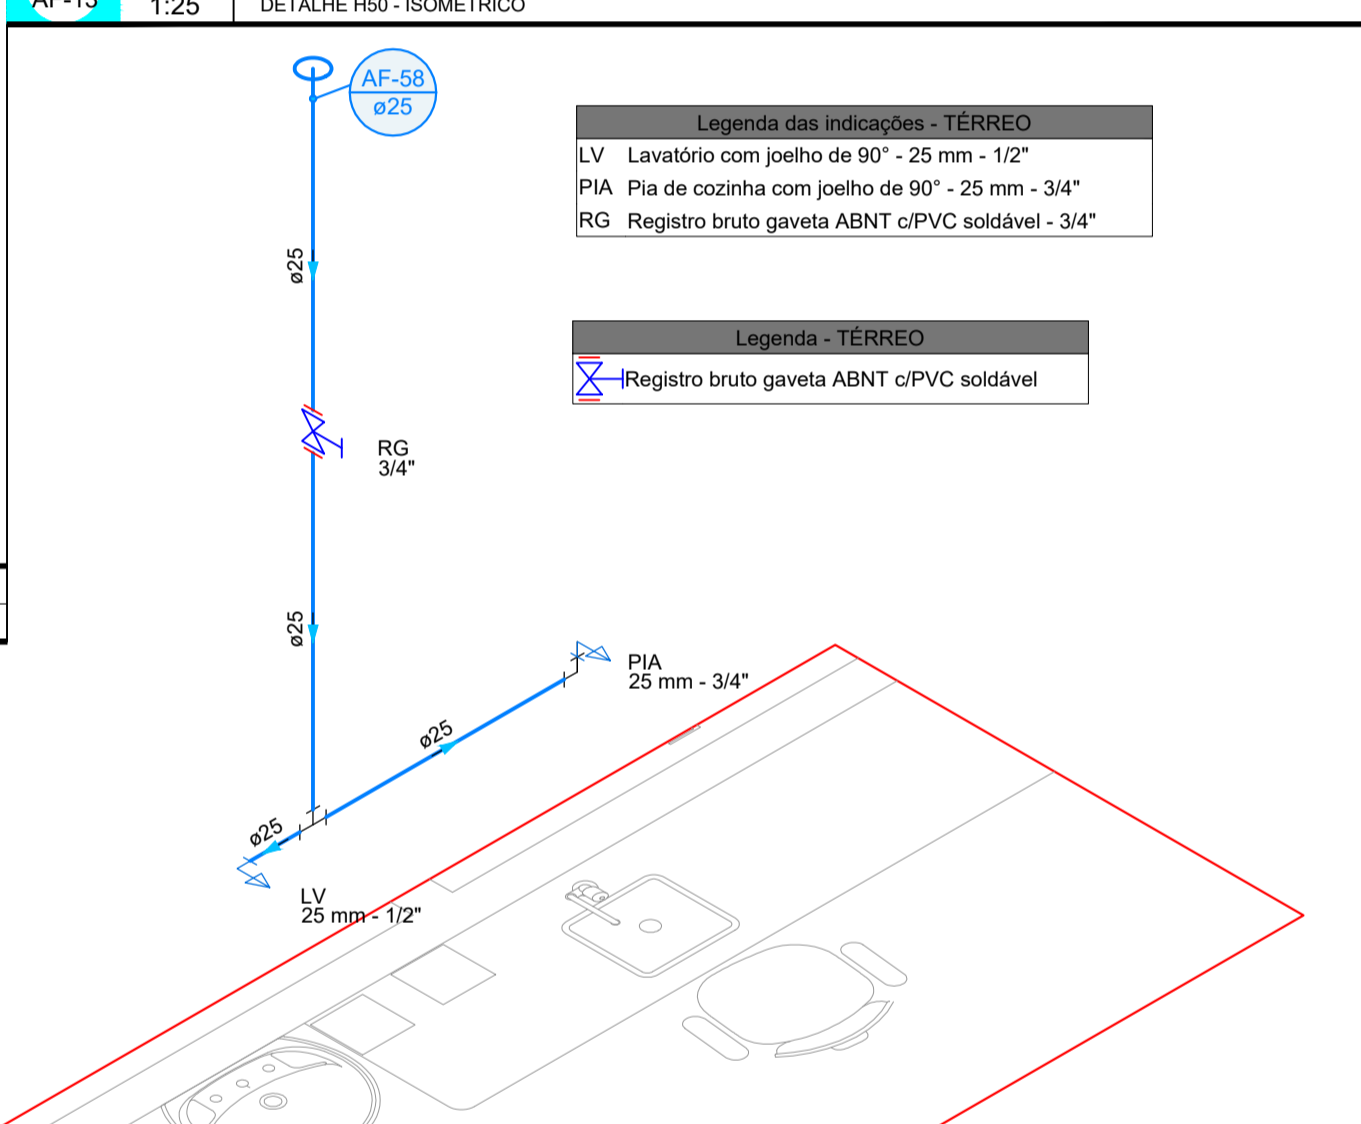 AF-13
1:25
DETALHE H50 - ISOMÉTRICO
AF-58
ø25
Legenda das indicações - TÉRREO
LV Lavatório com joelho de 90° - 25 mm - 1/2"
PIA Pia de cozinha com joelho de 90° - 25 mm - 3/4"
RG Registro bruto gaveta ABNT c/PVC soldável - 3/4"
ø25
Legenda - TÉRREO
Registro bruto gaveta ABNT c/PVC soldável
RG
3/4"
ø25
PIA
25 mm - 3/4"
ø25
ø25
LV
25 mm - 1/2"